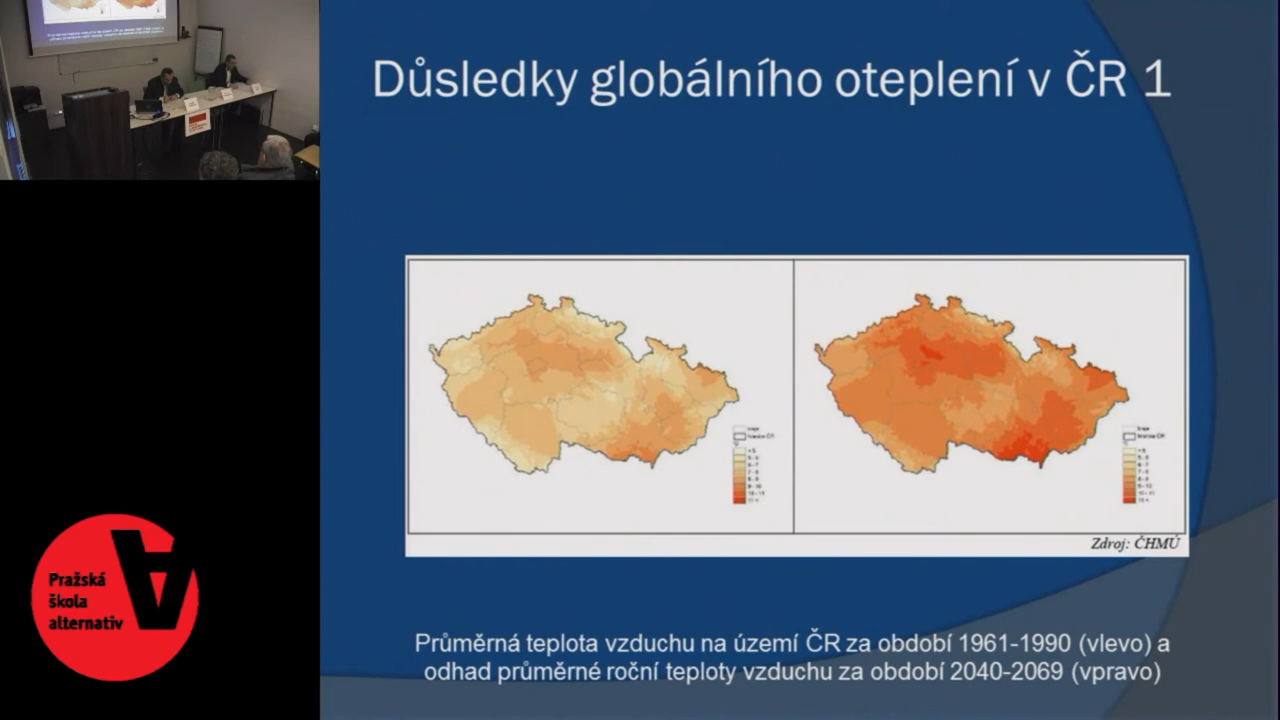 Důsledky globálního oteplení v ČR 1
Zdroj: ČHMÚ
Průměrná teplota vzduchu na území ČR za období 1961-1990 (vlevo) a
odhad průměrné roční teploty vzduchu za období 2040-2069 (vpravo)
Pražská
škola
alternativ